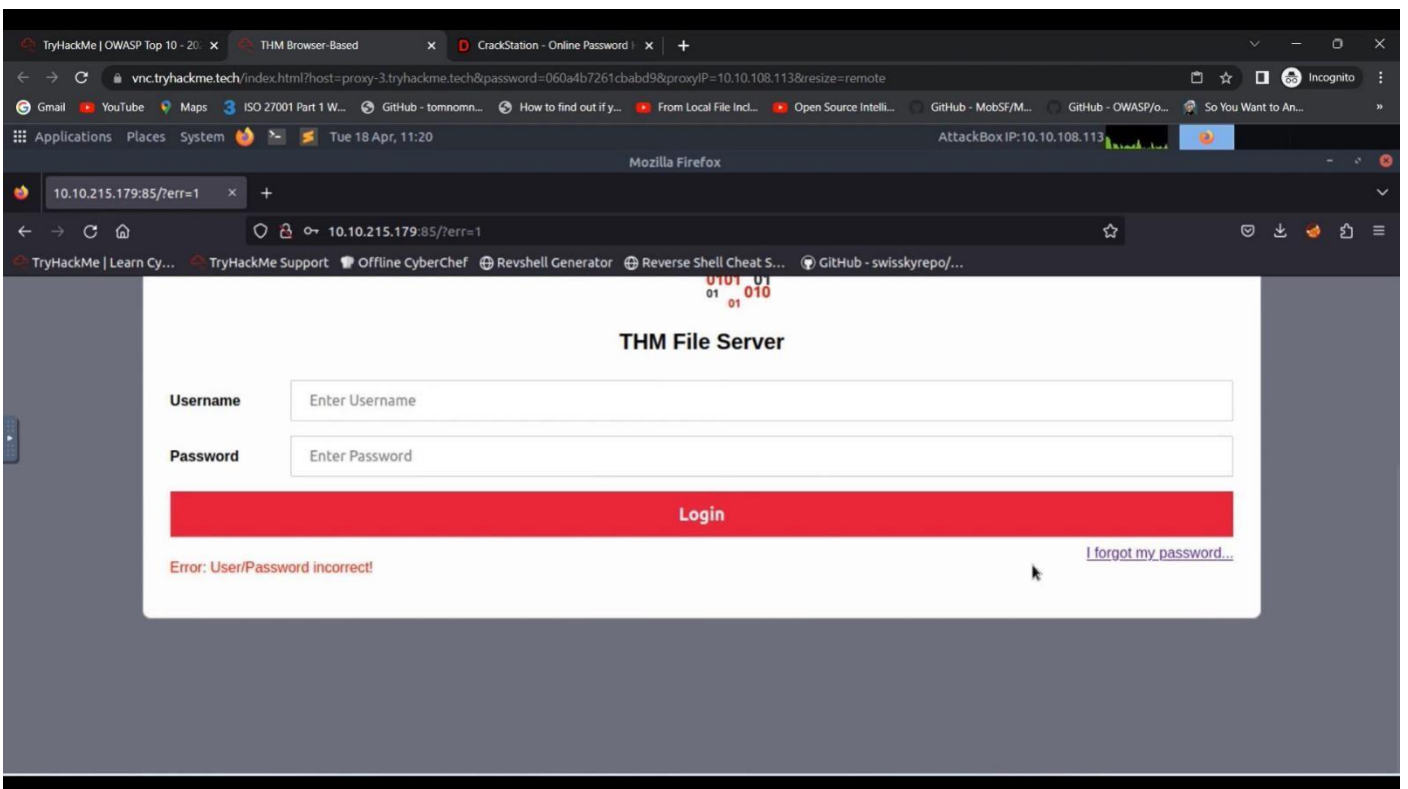 TryHackMe | OWASP Top 10 - 20
THM Browser-Based
CrackStation - Online Password H
vnc.tryhackme.tech/index.html?host=proxy-3.tryhackme.tech&password=060a4b7261cbabd9&proxyIP=10.10.108.113&resize=remote
Incognito
Gmail YouTube Maps ISO 27001 Part 1 W... GitHub - tomnomn... How to find out if y... From Local File Incl... Open Source Intelli... GitHub - MobSF/M... GitHub - OWASP/o... So You Want to An... »
Applications Places System Tue 18 Apr, 11:20 AttackBox IP:10.10.108.113
Mozilla Firefox
10.10.215.179:85/?err=1
10.10.215.179:85/?err=1
TryHackMe | Learn Cy... TryHackMe Support Offline CyberChef Revshell Generator Reverse Shell Cheat S... GitHub - swisskyrepo/...
0101 01
01 010
01
THM File Server
Username Enter Username
Password Enter Password
Login
I forgot my password...
Error: User/Password incorrect!